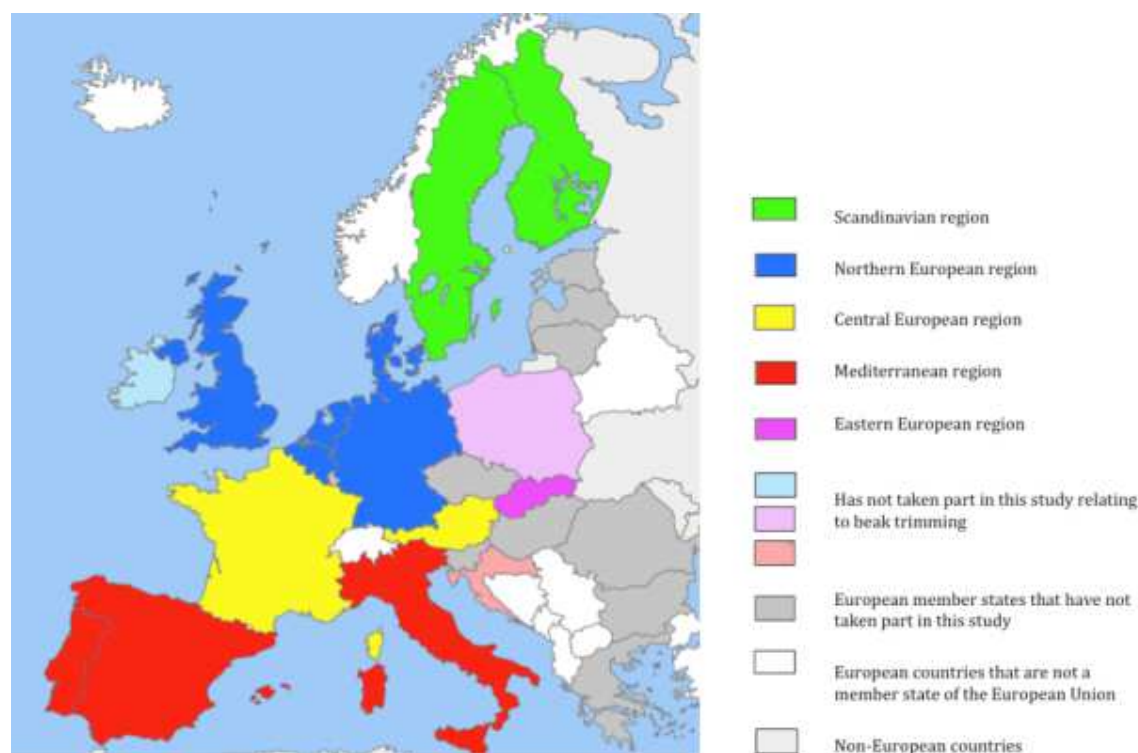 Scandinavian region
Northern European region
Central European region
Mediterranean region
Eastern European region
Has not taken part in this study relating
to beak trimming
European member states that have not
taken part in this study
European countries that are not a
member state of the European Union
Non-European countries